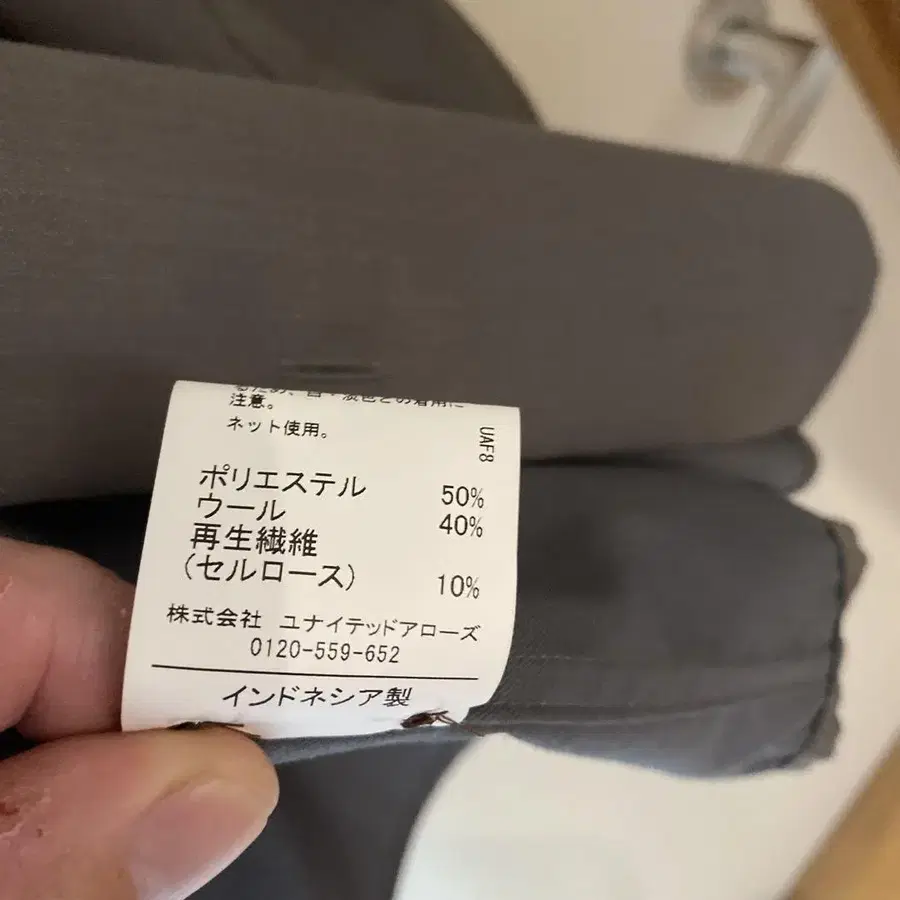 注意。
ネット使用。
UAF8
ポリエステル 50%
ウール 40%
再生繊維
(セルロース) 10%
株式会社 ユナイテッドアローズ
0120-559-652
インドネシア製